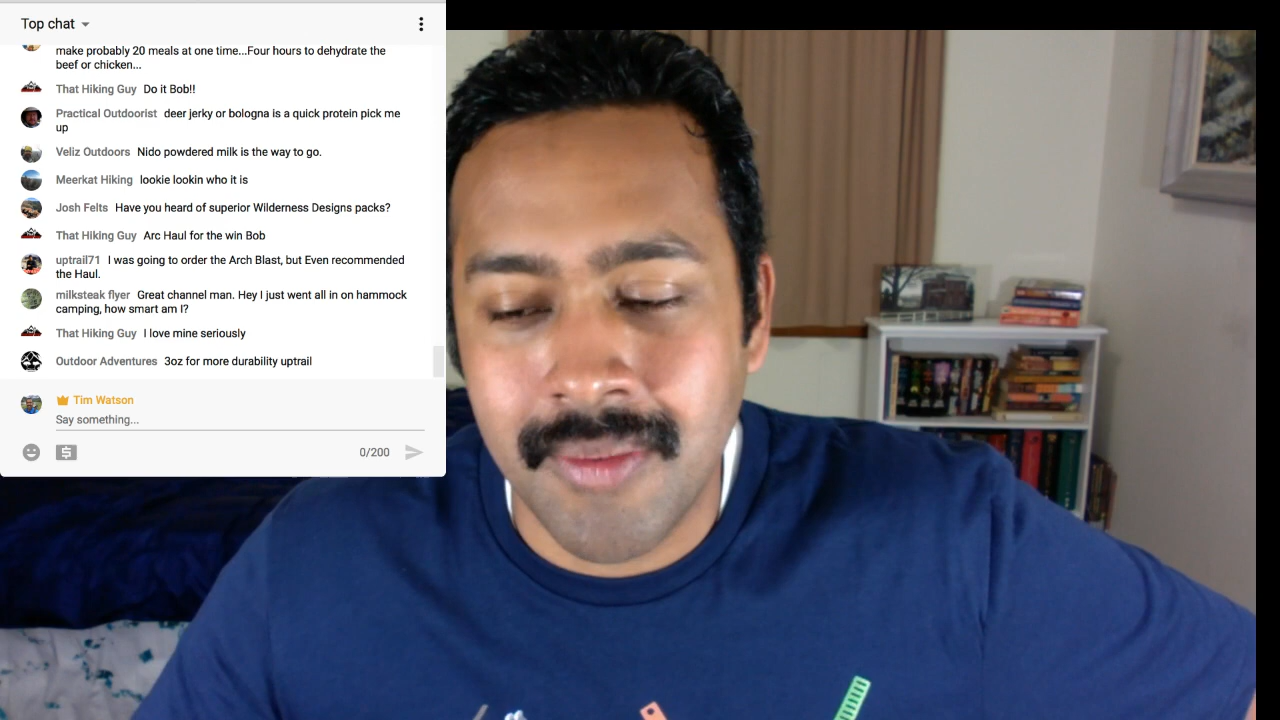 Top chat
make probably 20 meals at one time...Four hours to dehydrate the
beef or chicken...
That Hiking Guy Do it Bob!!
Practical Outdoorist deer jerky or bologna is a quick protein pick me
up
Veliz Outdoors Nido powdered milk is the way to go.
Meerkat Hiking lookie lookin who it is
Josh Felts Have you heard of superior Wilderness Designs packs?
That Hiking Guy Arc Haul for the win Bob
uptrail71 I was going to order the Arch Blast, but Even recommended
the Haul.
milksteak flyer Great channel man. Hey I just went all in on hammock
camping, how smart am I?
That Hiking Guy I love mine seriously
Outdoor Adventures 3oz for more durability uptrail
Tim Watson
Say something...
0/200